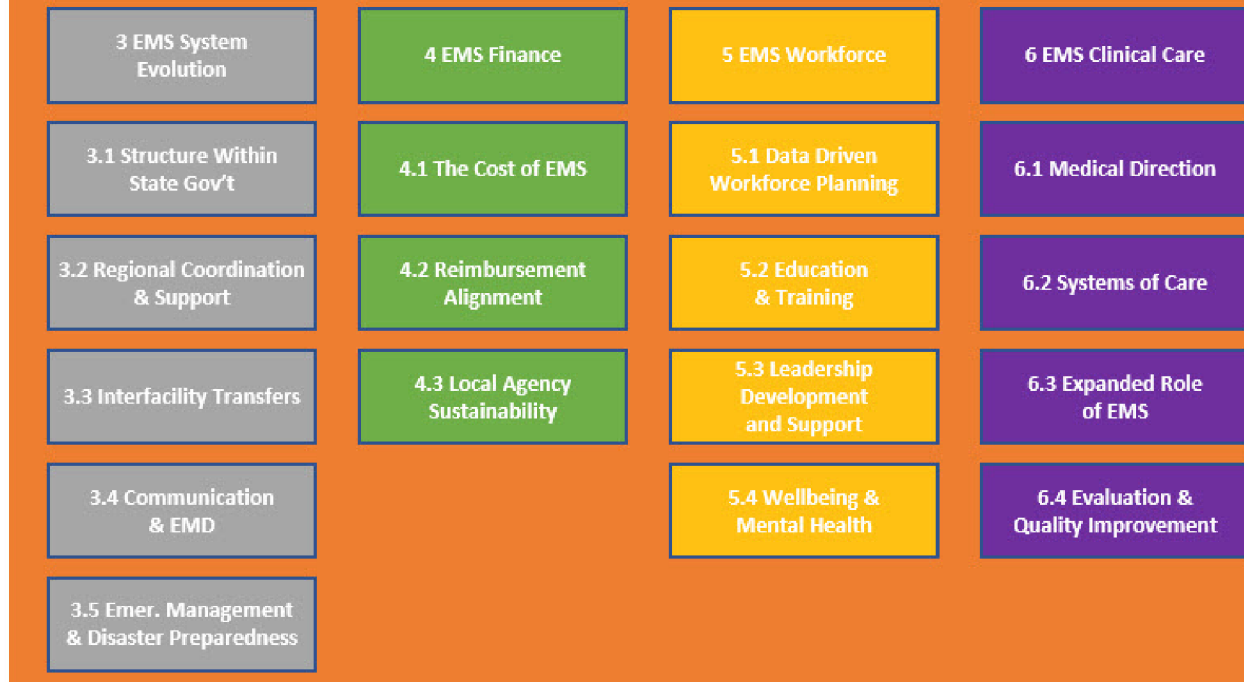 3 EMS System
Evolution
3.1 Structure Within
State Gov't
3.2 Regional Coordination
& Support
3.3 Interfacility Transfers
3.4 Communication
& EMD
3.5 Emer. Management
& Disaster Preparedness
4 EMS Finance
4.1 The Cost of EMS
4.2 Reimbursement
Alignment
4.3 Local Agency
Sustainability
5 EMS Workforce
5.1 Data Driven
Workforce Planning
5.2 Education
& Training
5.3 Leadership
Development
and Support
5.4 Wellbeing &
Mental Health
6 EMS Clinical Care
6.1 Medical Direction
6.2 Systems of Care
6.3 Expanded Role
of EMS
6.4 Evaluation &
Quality Improvement